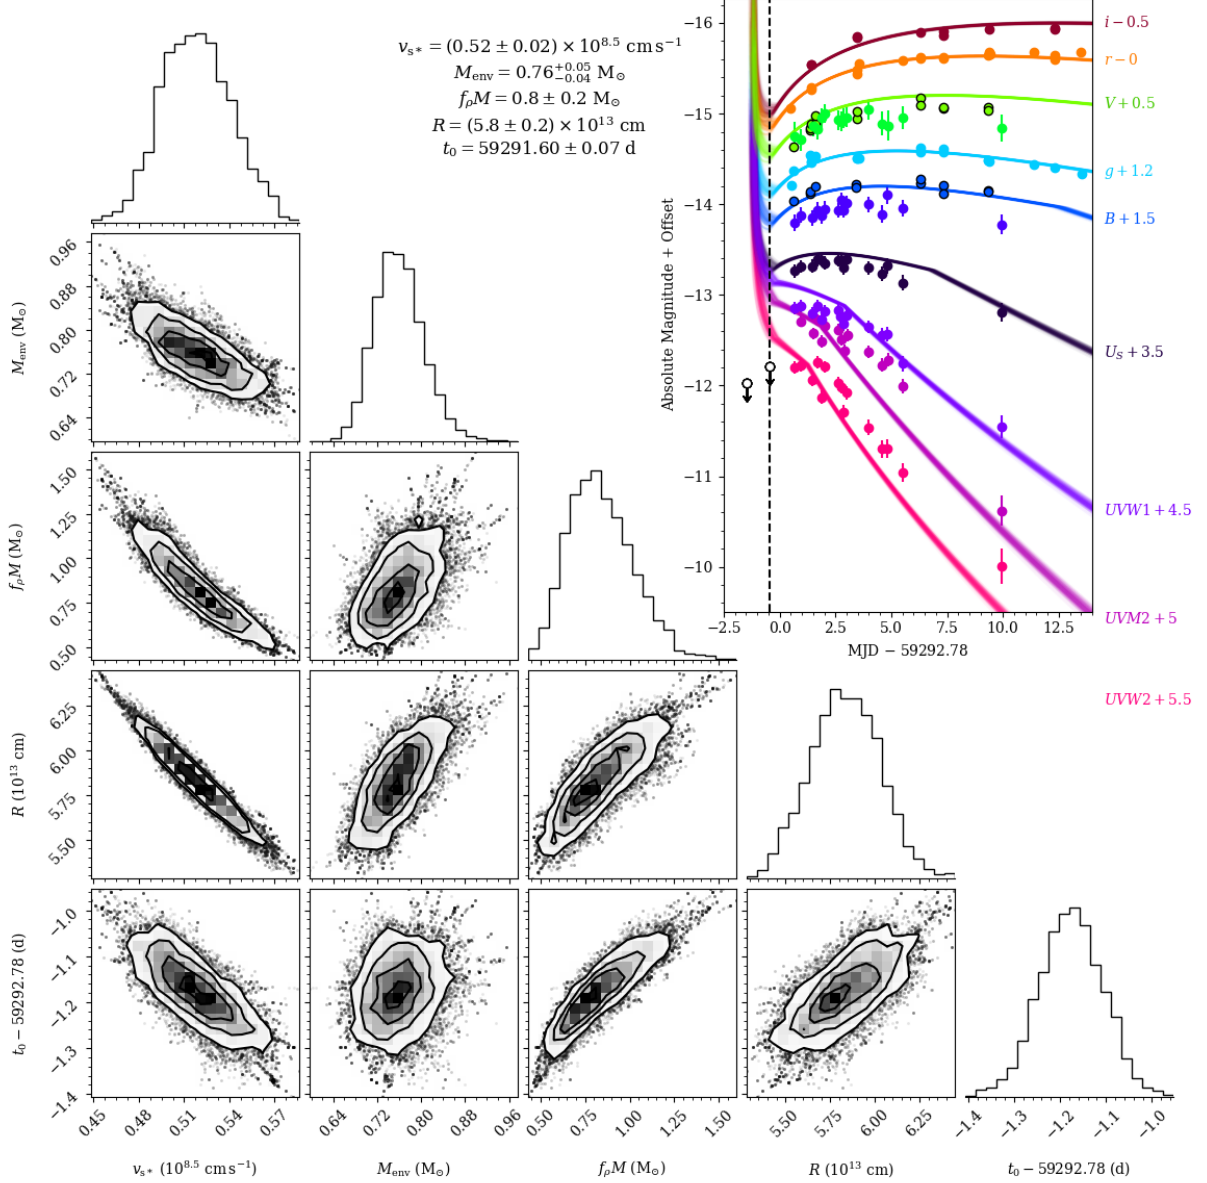 v_s* = (0.52 ± 0.02) × 10^8.5 cm s^−1
M_env = 0.76^+0.05_−0.04 M_⊙
f_ρM = 0.8 ± 0.2 M_⊙
R = (5.8 ± 0.2) × 10^13 cm
t_0 = 59291.60 ± 0.07 d
−16
−15
−14
−13
−12
−11
−10
Absolute Magnitude + Offset
i − 0.5
r − 0
V + 0.5
g + 1.2
B + 1.5
U_S + 3.5
UVW1 + 4.5
UVM2 + 5
UVW2 + 5.5
−2.5 0.0 2.5 5.0 7.5 10.0 12.5
MJD − 59292.78
M_env (M_⊙)
0.96
0.88
0.80
0.72
0.64
f_ρM (M_⊙)
1.50
1.25
1.00
0.75
0.50
R (10^13 cm)
6.25
6.00
5.75
5.50
t_0 − 59292.78 (d)
−1.0
−1.1
−1.2
−1.3
−1.4
0.45 0.48 0.51 0.54 0.57
0.64 0.72 0.80 0.88 0.96
0.50 0.75 1.00 1.25 1.50
5.50 5.75 6.00 6.25
−1.4 −1.3 −1.2 −1.1 −1.0
v_s* (10^8.5 cm s^−1)
M_env (M_⊙)
f_ρM (M_⊙)
R (10^13 cm)
t_0 − 59292.78 (d)